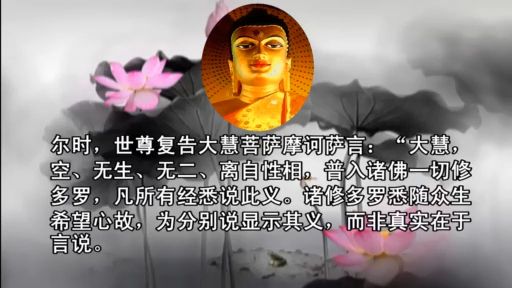 尔时，世尊复告大慧菩萨摩诃萨言：“大慧，
空、无生、无二、离自性相，普入诸佛一切修
多罗，凡所有经悉说此义。诸修多罗悉随众生
希望心故，为分别说显示其义，而非真实在于
言说。